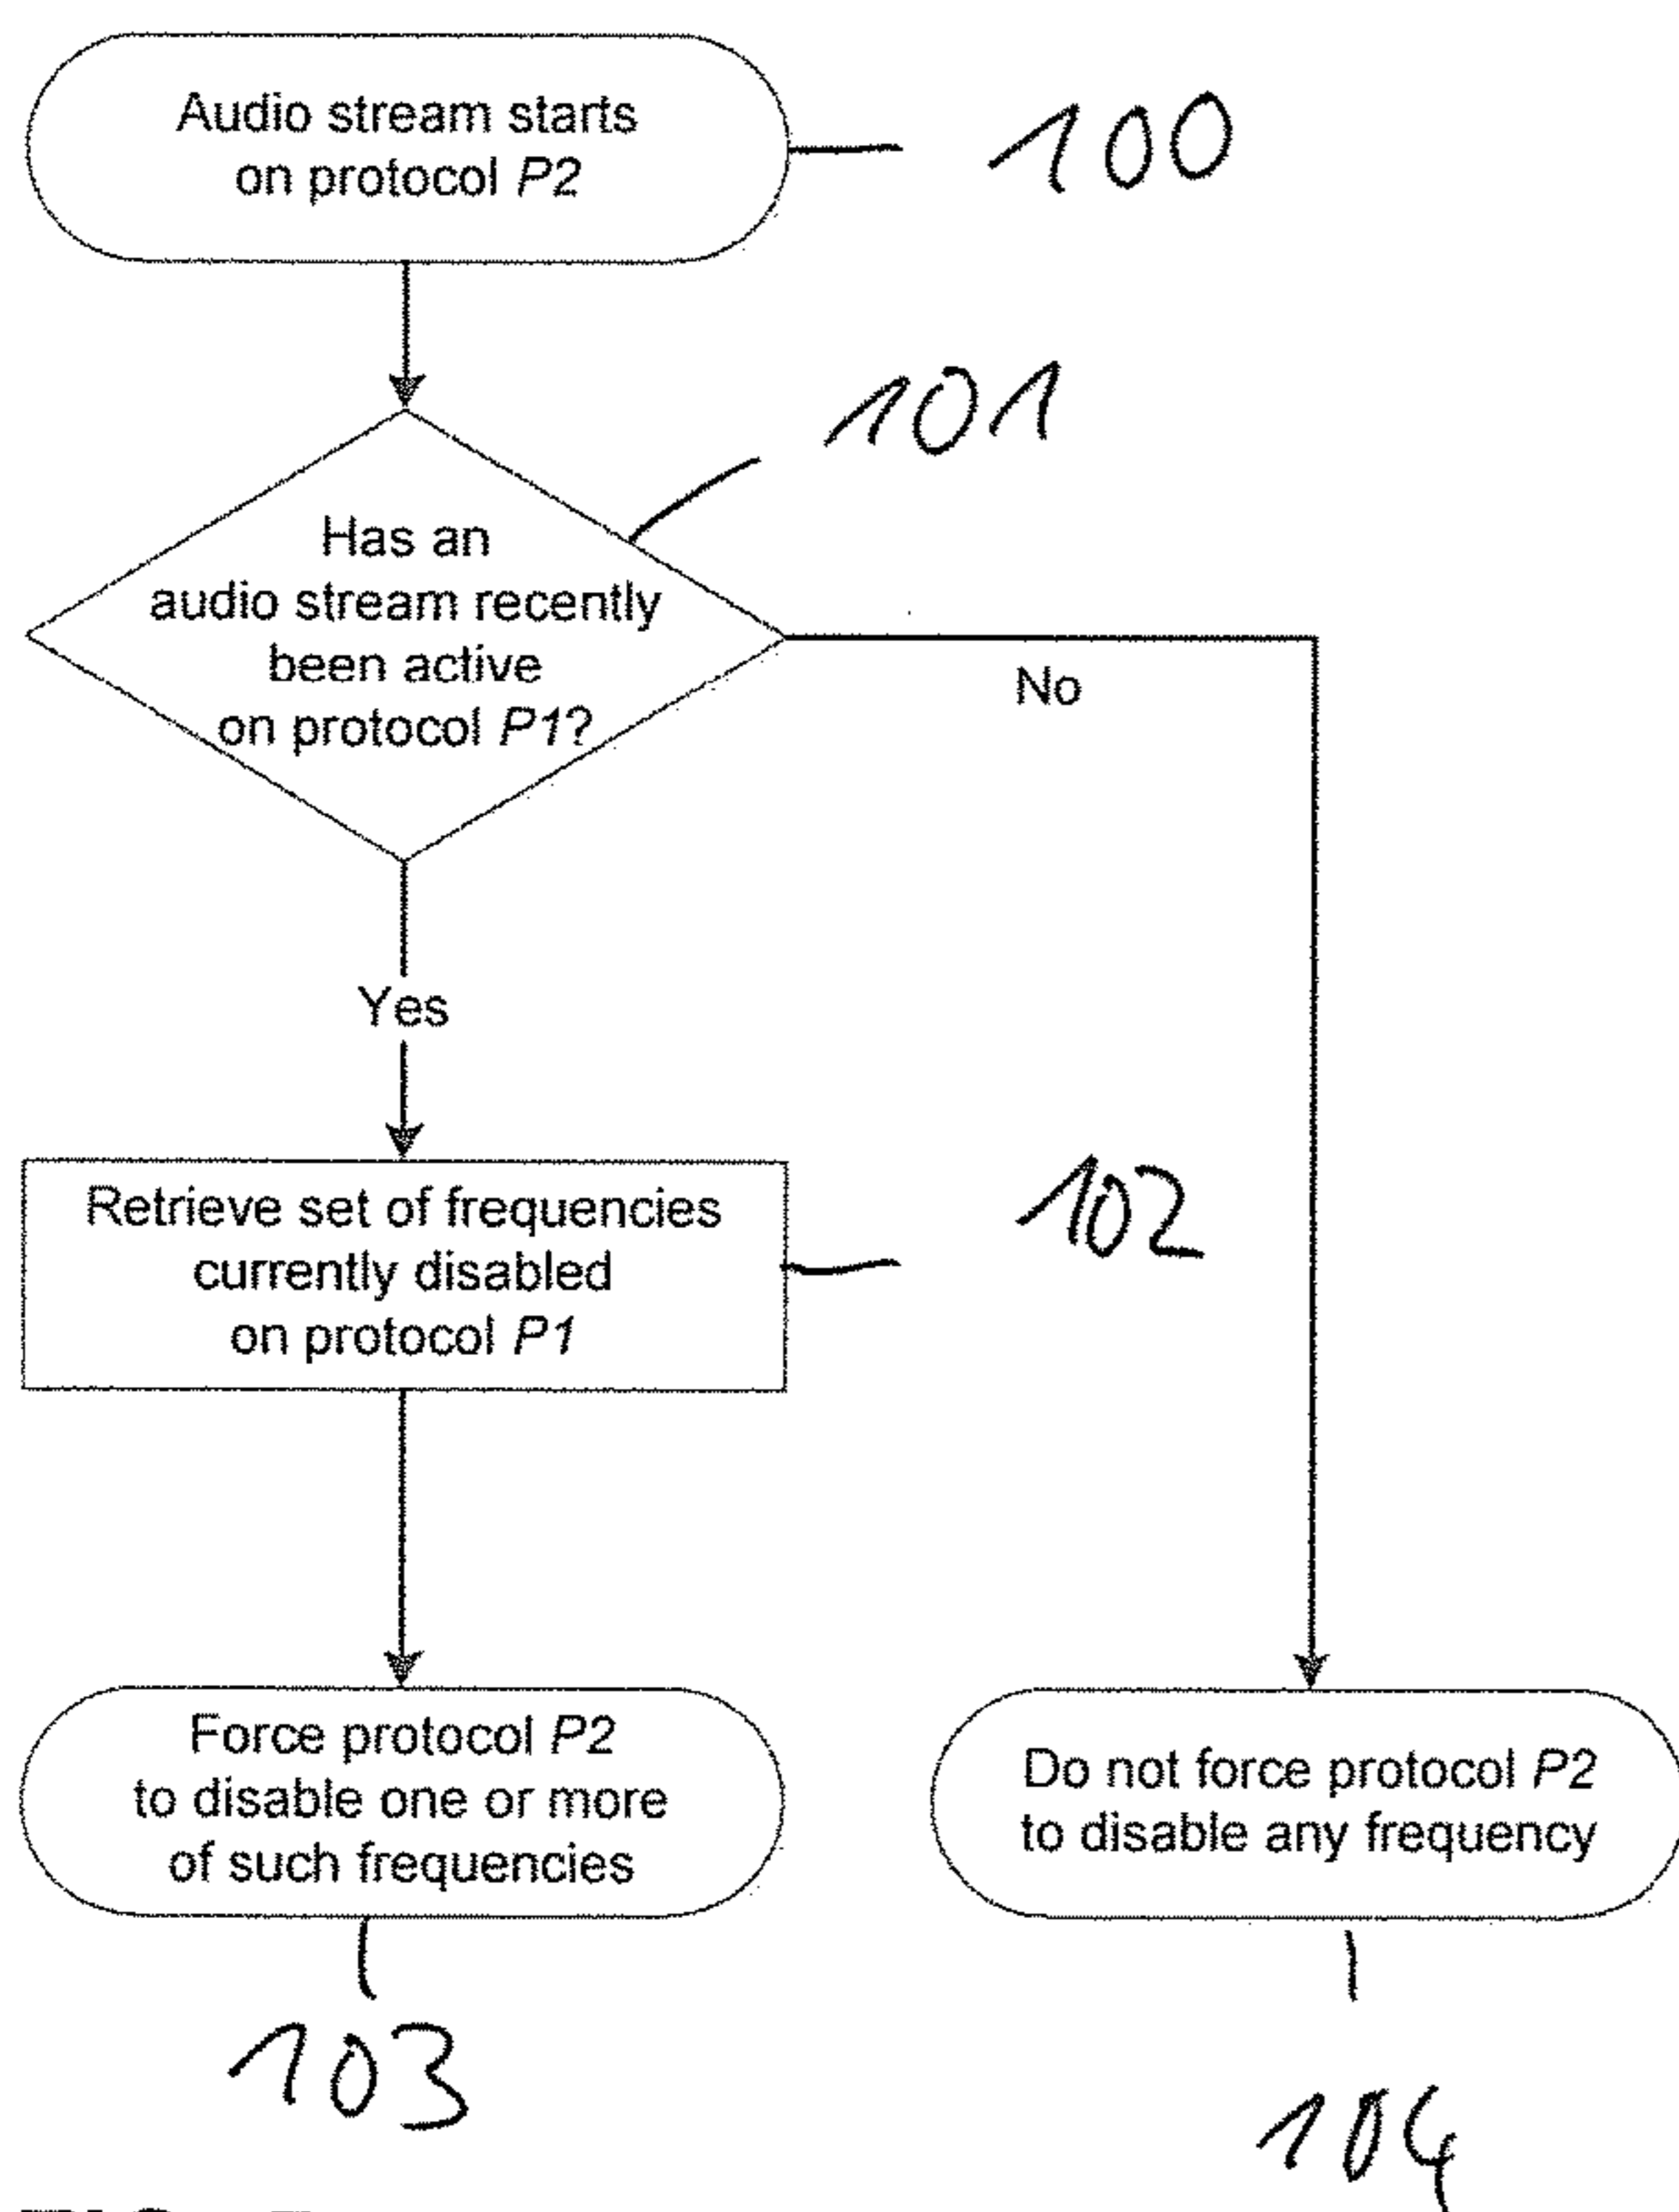 Audio stream starts
on protocol P2
100
101
Has an
audio stream recently
been active
on protocol P1?
No
Yes
Retrieve set of frequencies
currently disabled
on protocol P1
102
Force protocol P2
to disable one or more
of such frequencies
Do not force protocol P2
to disable any frequency
103
104